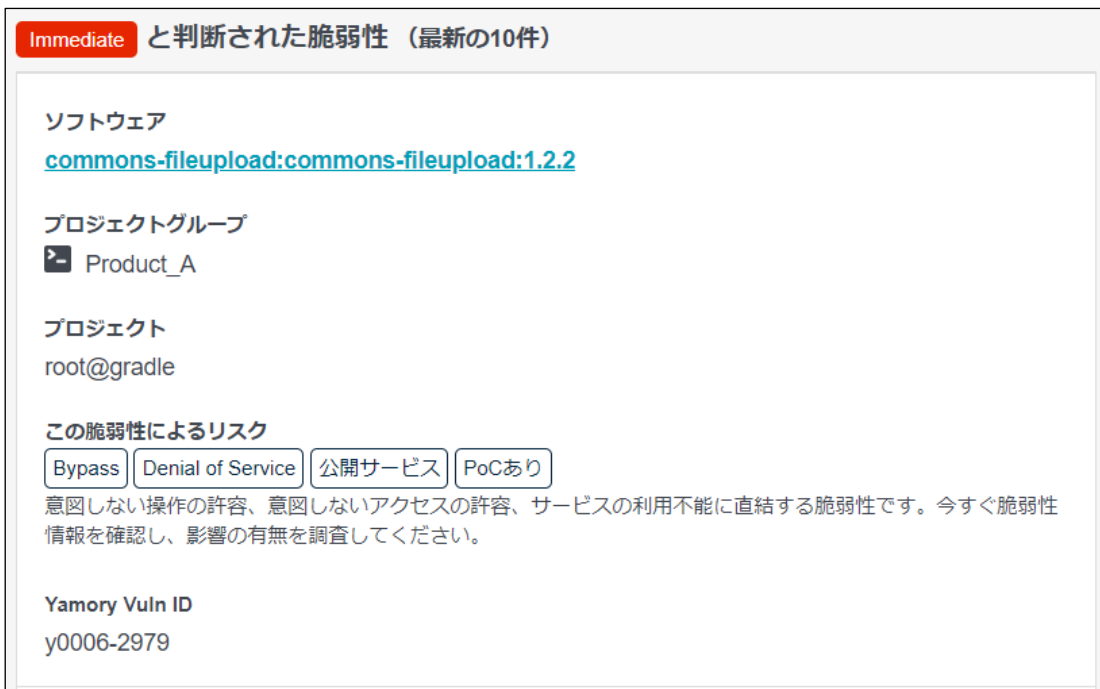 Immediate と判断された脆弱性 （最新の10件）
ソフトウェア
commons-fileupload:commons-fileupload:1.2.2
プロジェクトグループ
Product_A
プロジェクト
root@gradle
この脆弱性によるリスク
Bypass Denial of Service 公開サービス PoCあり
意図しない操作の許容、意図しないアクセスの許容、サービスの利用不能に直結する脆弱性です。今すぐ脆弱性
情報を確認し、影響の有無を調査してください。
Yamory Vuln ID
y0006-2979